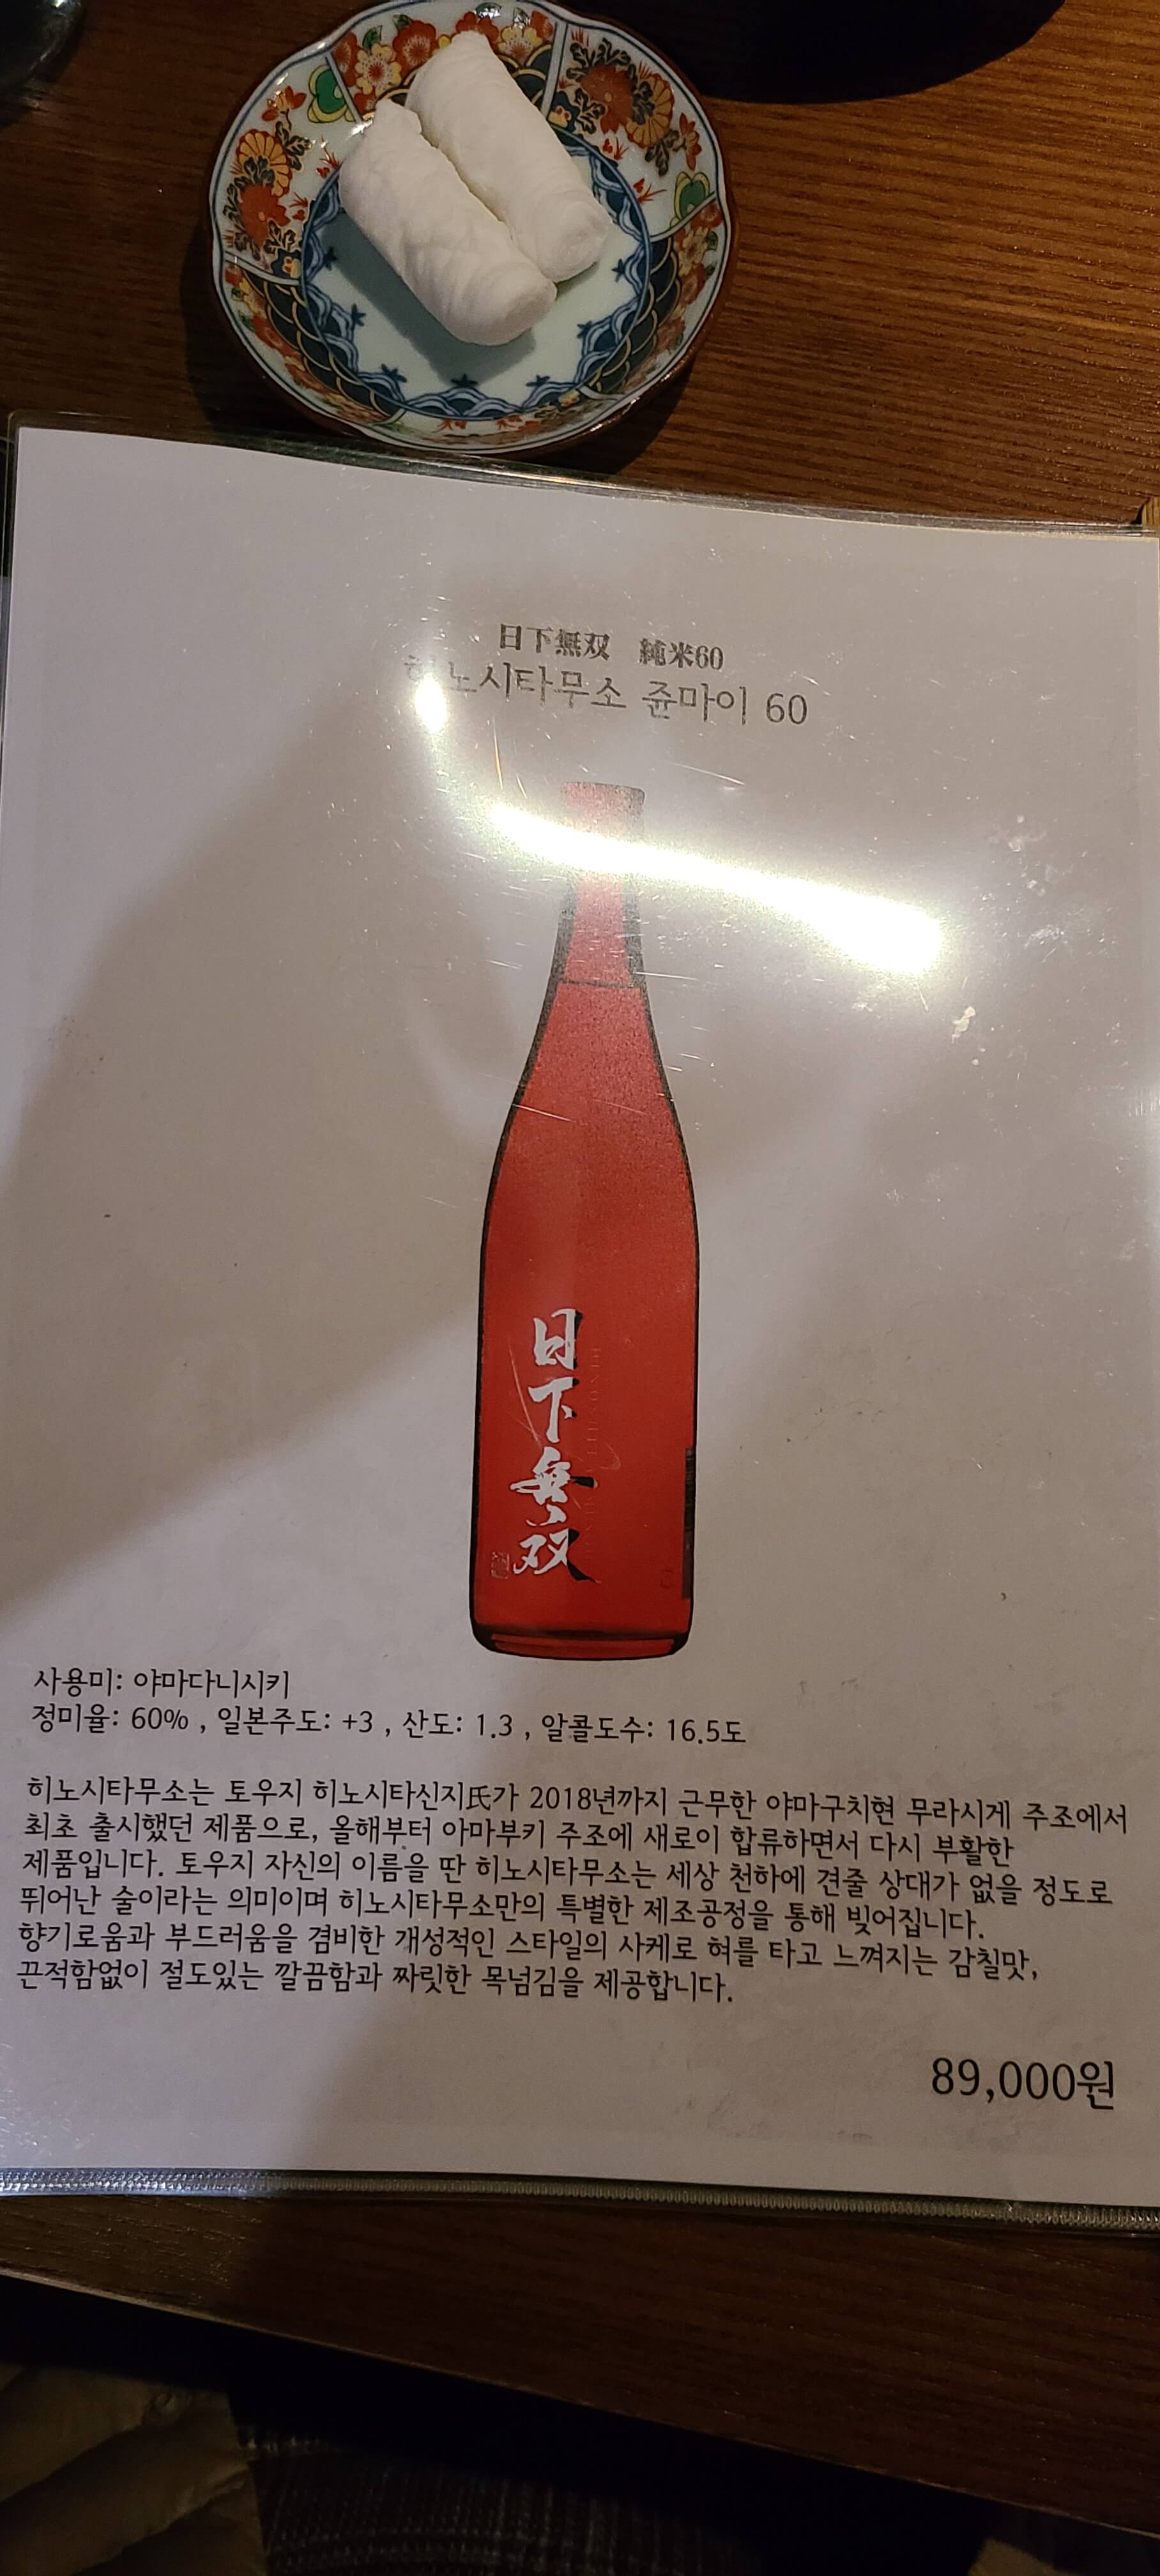 日下無双 純米60
히노시타무소 쥰마이 60
日下無双
사용미: 야마다니시키
정미율: 60% , 일본주도: +3 , 산도: 1.3 , 알콜도수: 16.5도
히노시타무소는 토우지 히노시타신지氏가 2018년까지 근무한 야마구치현 무라시게 주조에서
최초 출시했던 제품으로, 올해부터 아마부키 주조에 새로이 합류하면서 다시 부활한
제품입니다. 토우지 자신의 이름을 딴 히노시타무소는 세상 천하에 견줄 상대가 없을 정도로
뛰어난 술이라는 의미이며 히노시타무소만의 특별한 제조공정을 통해 빚어집니다.
향기로움과 부드러움을 겸비한 개성적인 스타일의 사케로 혀를 타고 느껴지는 감칠맛,
끈적함없이 절도있는 깔끔함과 짜릿한 목넘김을 제공합니다.
89,000원